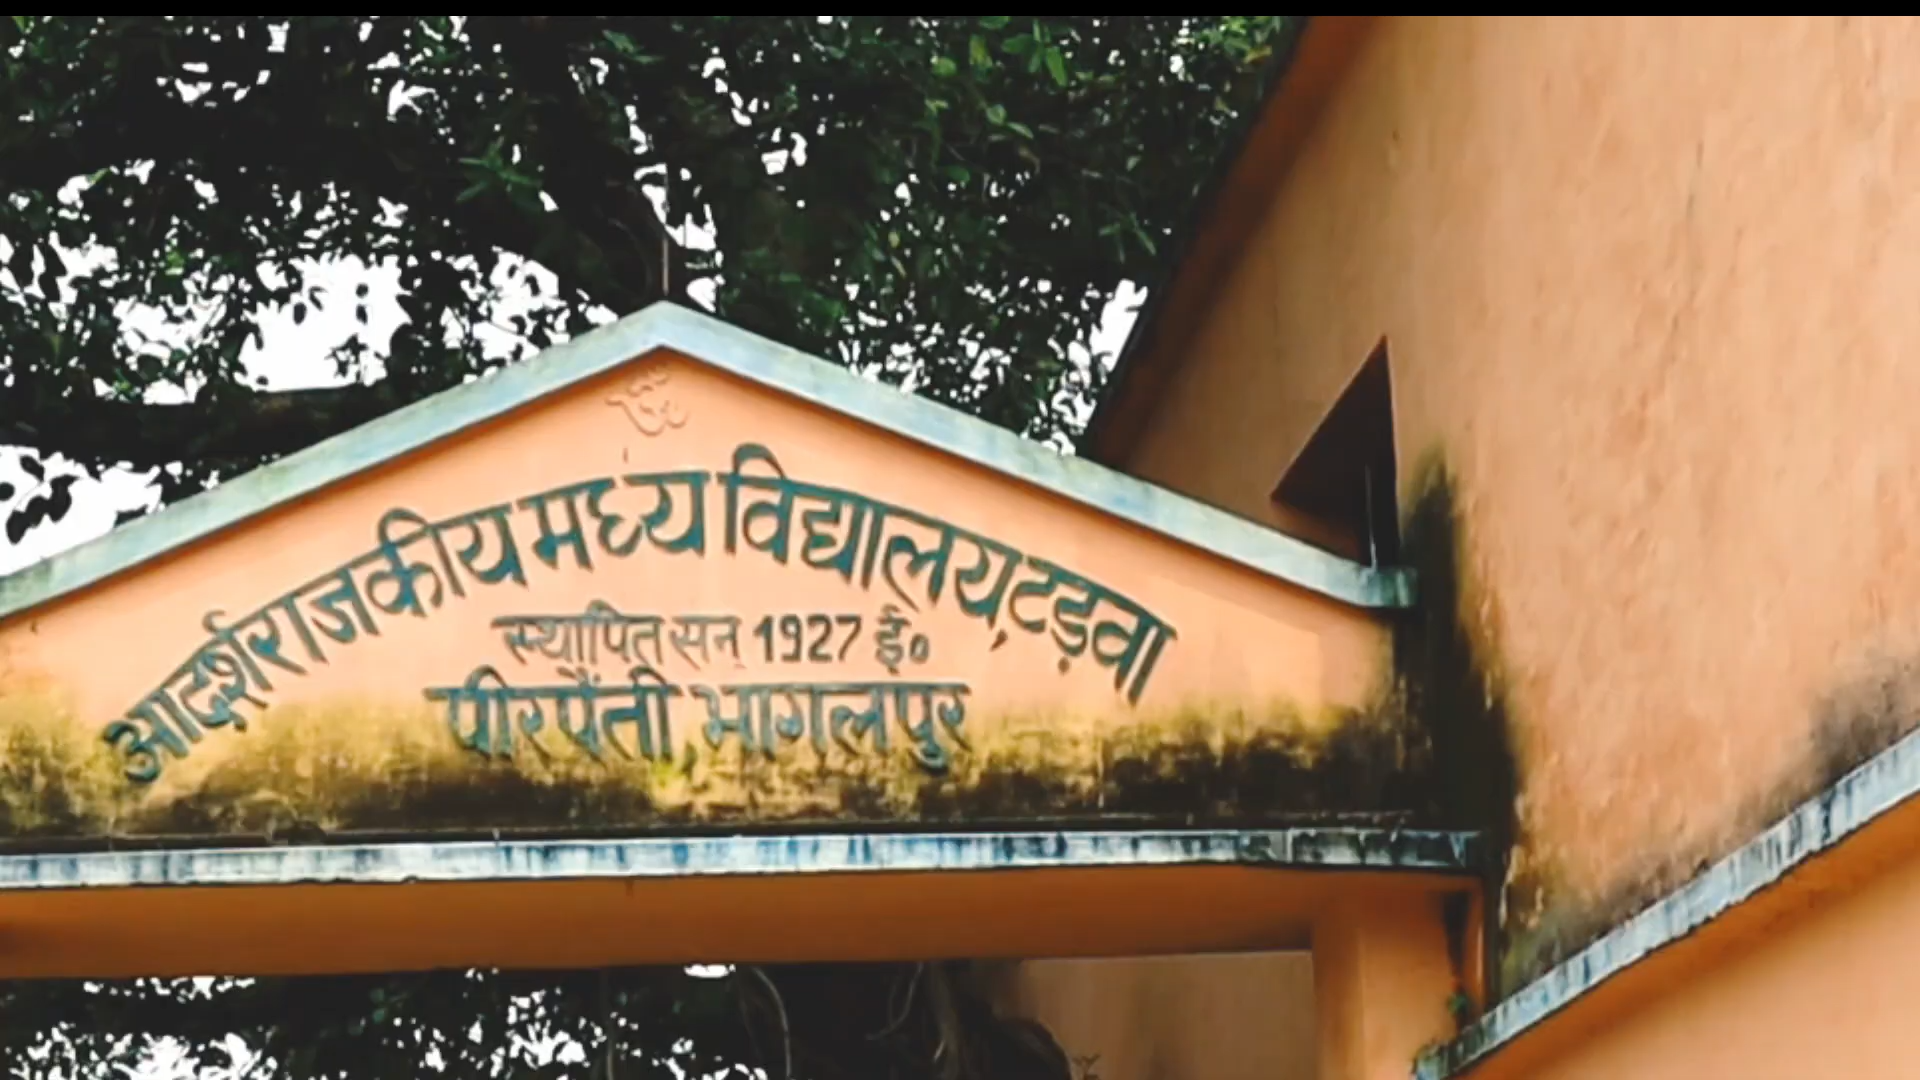 ॐ
आदर्श राजकीय मध्य विद्यालय, टड़वा
स्थापित सन् 1927 ई०
पीरपैंती भागलपुर